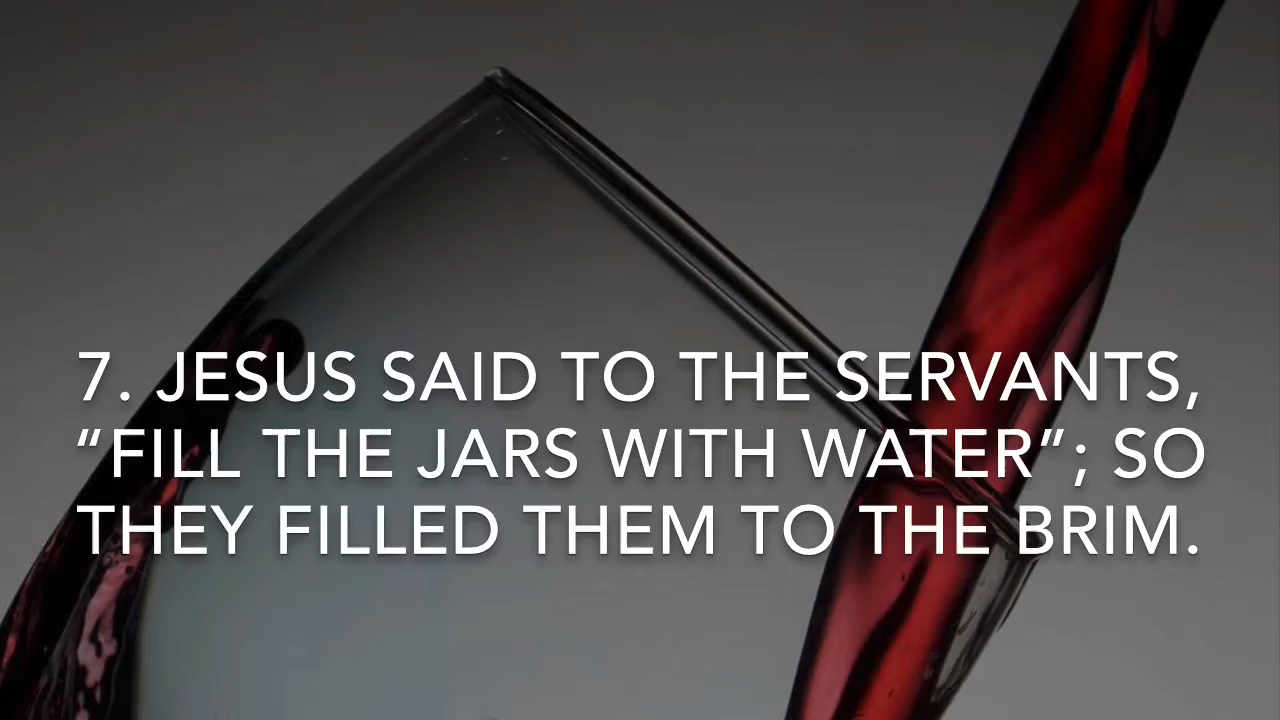 7. JESUS SAID TO THE SERVANTS,
“FILL THE JARS WITH WATER”; SO
THEY FILLED THEM TO THE BRIM.